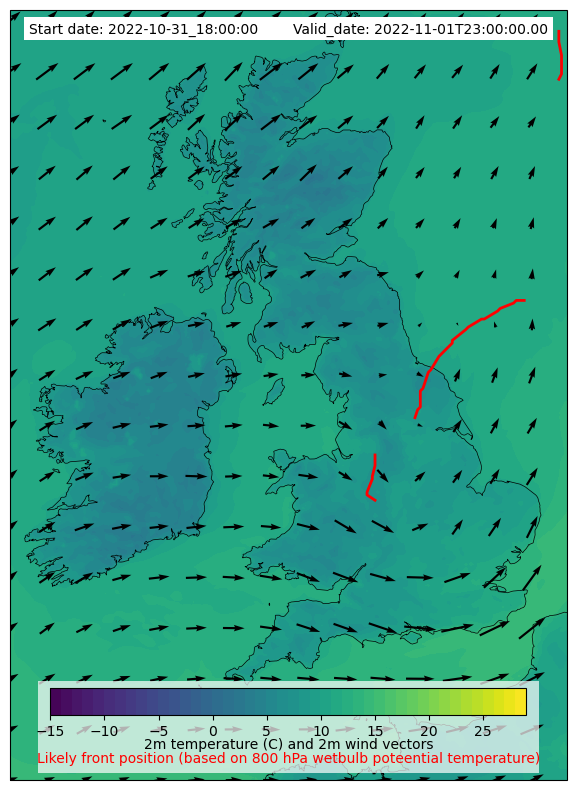 Start date: 2022-10-31_18:00:00 Valid_date: 2022-11-01T23:00:00.00
−15 −10 −5 0 5 10 15 20 25
2m temperature (C) and 2m wind vectors
Likely front position (based on 800 hPa wetbulb poteential temperature)